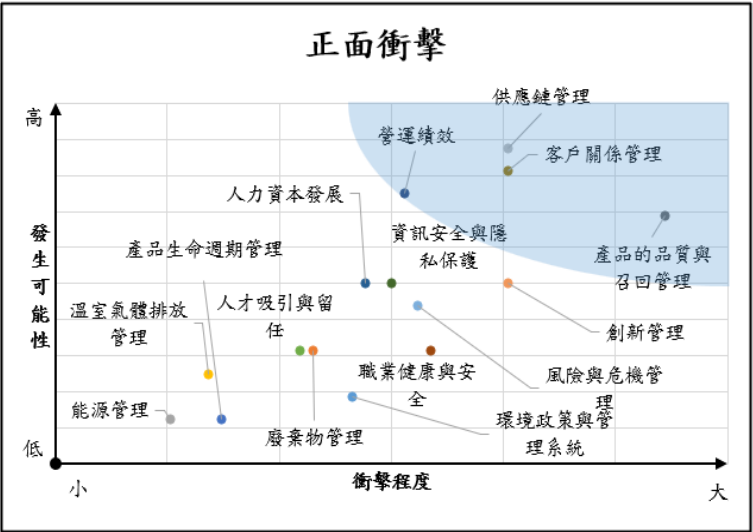 正面衝擊
供應鏈管理
高
營運績效
客戶關係管理
人力資本發展
發生可能性
產品生命週期管理
資訊安全與隱
私保護
產品的品質與
召回管理
溫室氣體排放
管理
人才吸引與留
任
創新管理
職業健康與安
全
風險與危機管
理
能源管理
廢棄物管理
環境政策與管
理系統
低
小
衝擊程度
大